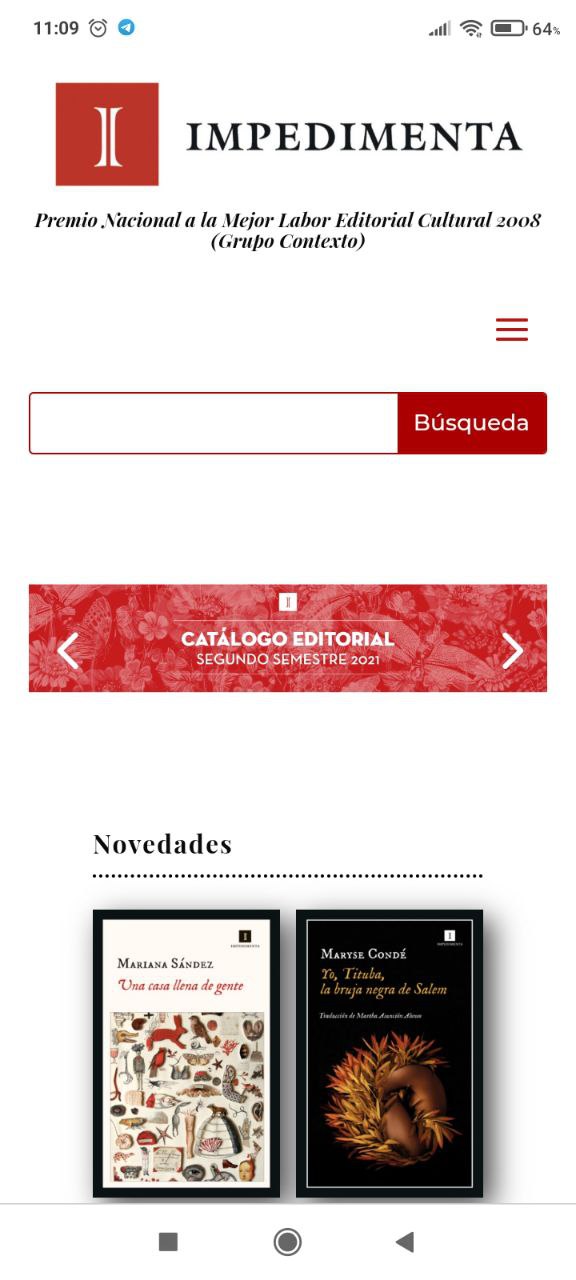 11:09
64%
IMPEDIMENTA
Premio Nacional a la Mejor Labor Editorial Cultural 2008
(Grupo Contexto)
Búsqueda
CATÁLOGO EDITORIAL
SEGUNDO SEMESTRE 2021
Novedades
IMPEDIMENTA
Mariana Sández
Una casa llena de gente
IMPEDIMENTA
Maryse Condé
Yo, Tituba,
la bruja negra de Salem
Traducción de Martha Asunción Alonso